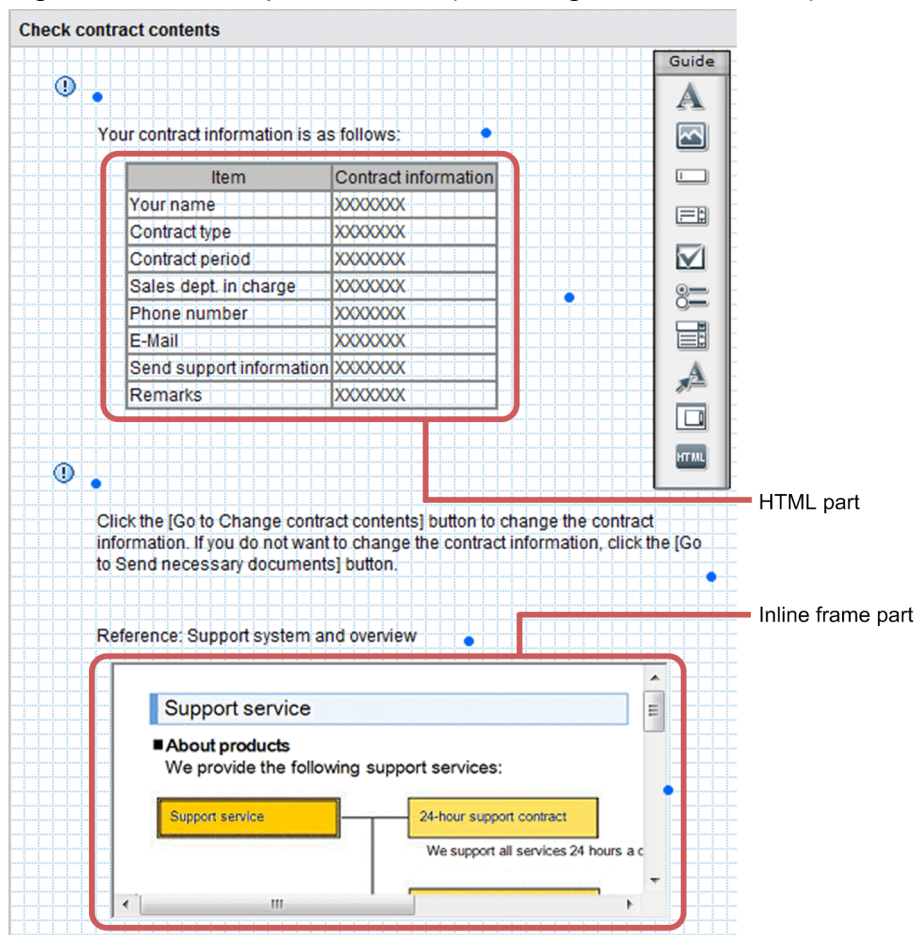 Check contract contents
Guide
Your contract information is as follows:
Item Contract information
Your name XXXXXXX
Contract type XXXXXXX
Contract period XXXXXXX
Sales dept. in charge XXXXXXX
Phone number XXXXXXX
E-Mail XXXXXXX
Send support information XXXXXXX
Remarks XXXXXXX
HTML
HTML part
Click the [Go to Change contract contents] button to change the contract
information. If you do not want to change the contract information, click the [Go
to Send necessary documents] button.
Inline frame part
Reference: Support system and overview
Support service
■About products
We provide the following support services:
Support service
24-hour support contract
We support all services 24 hours a